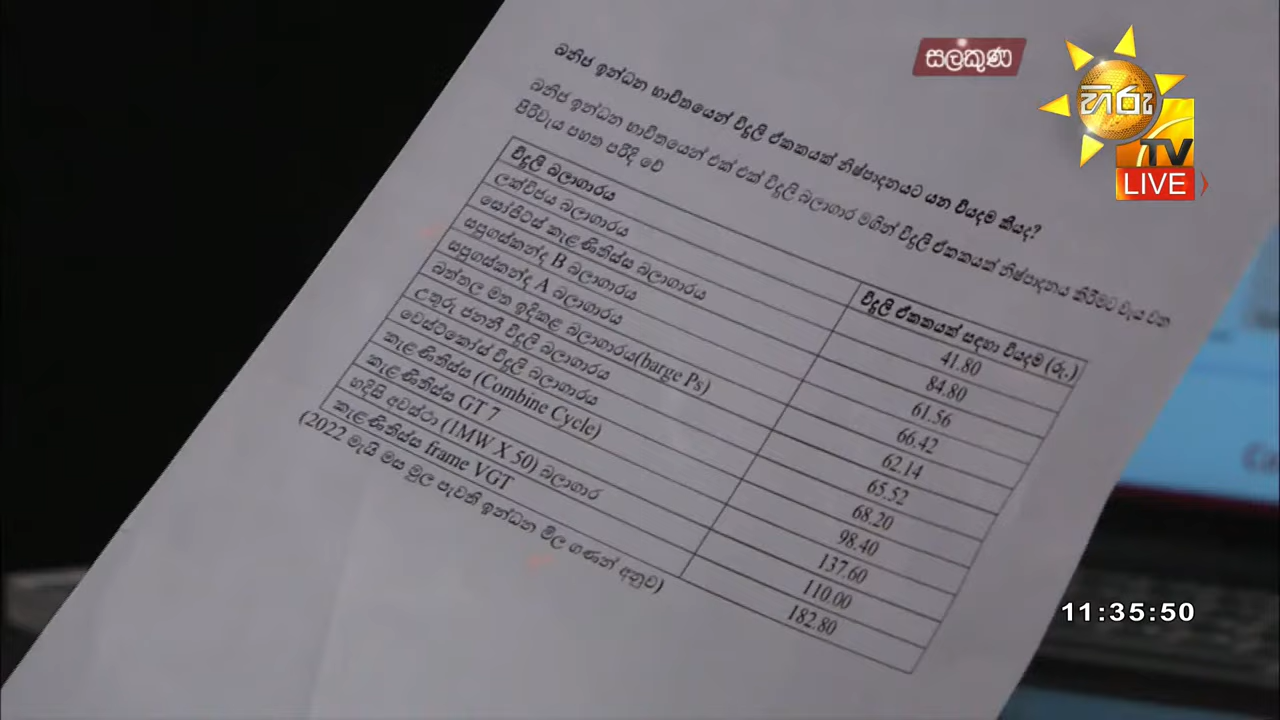 සලකුණ
හිරු
TV
LIVE
ඛනිජ ඉන්ධන භාවිතයෙන් විදුලි ඒකකයක් නිෂ්පාදනයට යන වියදම කීයද?
ඛනිජ ඉන්ධන භාවිතයෙන් එක් එක් විදුලි බලාගාර මගින් විදුලි ඒකකයක් නිෂ්පාදනය කිරීමට වැය වන
පිරිවැය පහත පරිදි වේ
විදුලි බලාගාරය විදුලි ඒකකයක් සඳහා වියදම (රු.)
ලක්විජය බලාගාරය 41.80
සෝජිට්ස් කැළණිතිස්ස බලාගාරය 84.80
සපුගස්කන්ද B බලාගාරය 61.56
සපුගස්කන්ද A බලාගාරය 66.42
බත්තල මත ඉදිකළ බලාගාරය(barge Ps) 62.14
උතුරු ජනනී විදුලි බලාගාරය 65.52
වෙස්ට්කෝස් විදුලි බලාගාරය 68.20
කැළණිතිස්ස (Combine Cycle) 98.40
කැළණිතිස්ස GT 7 137.60
හදිසි අවස්ථා (1MW X 50) බලාගාර 110.00
කැළණිතිස්ස frame VGT 182.80
(2022 මැයි මස මුල පැවති ඉන්ධන මිල ගණන් අනුව)
11:35:50